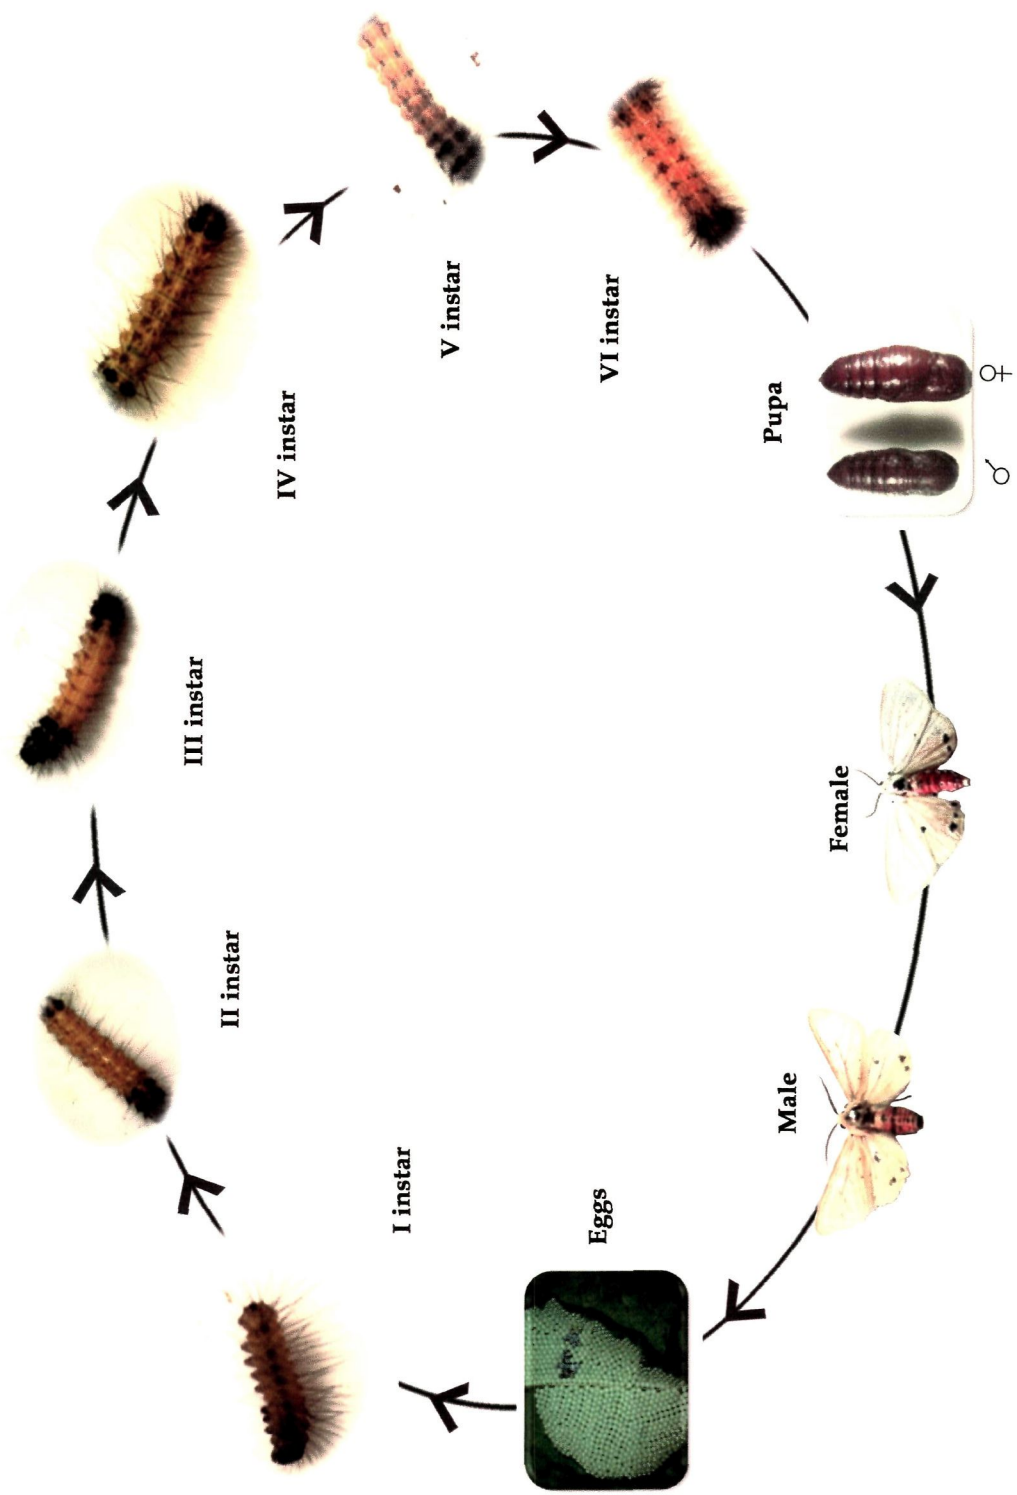 Eggs
I instar
II instar
III instar
IV instar
V instar
VI instar
Pupa
♂ ♀
Female
Male